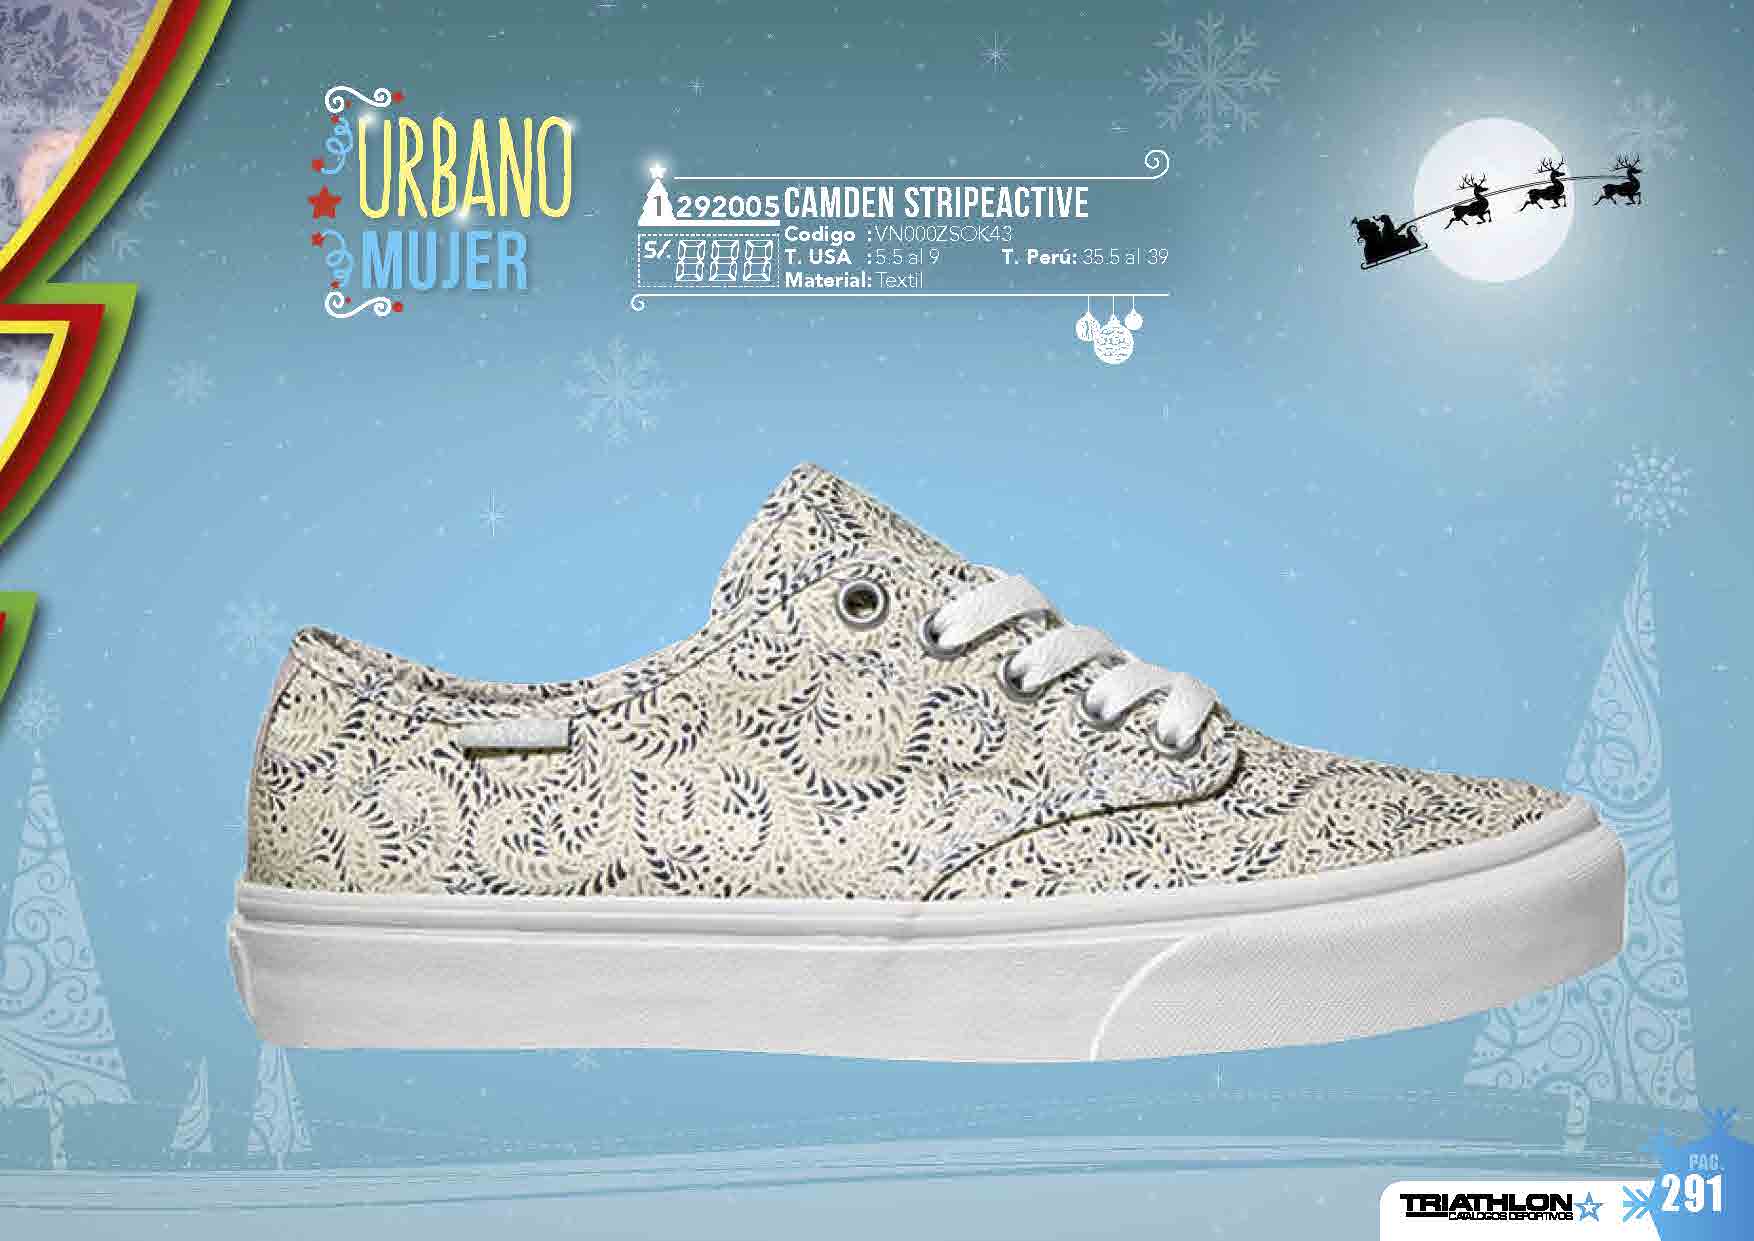 URBANO
MUJER
1 292005 CAMDEN STRIPEACTIVE
S/. 888
Codigo : VN000ZSOK43
T. USA : 5.5 al 9 T. Perú: 35.5 al 39
Material: Textil
PAG.
291
TRIATHLON
CATALOGOS DEPORTIVOS